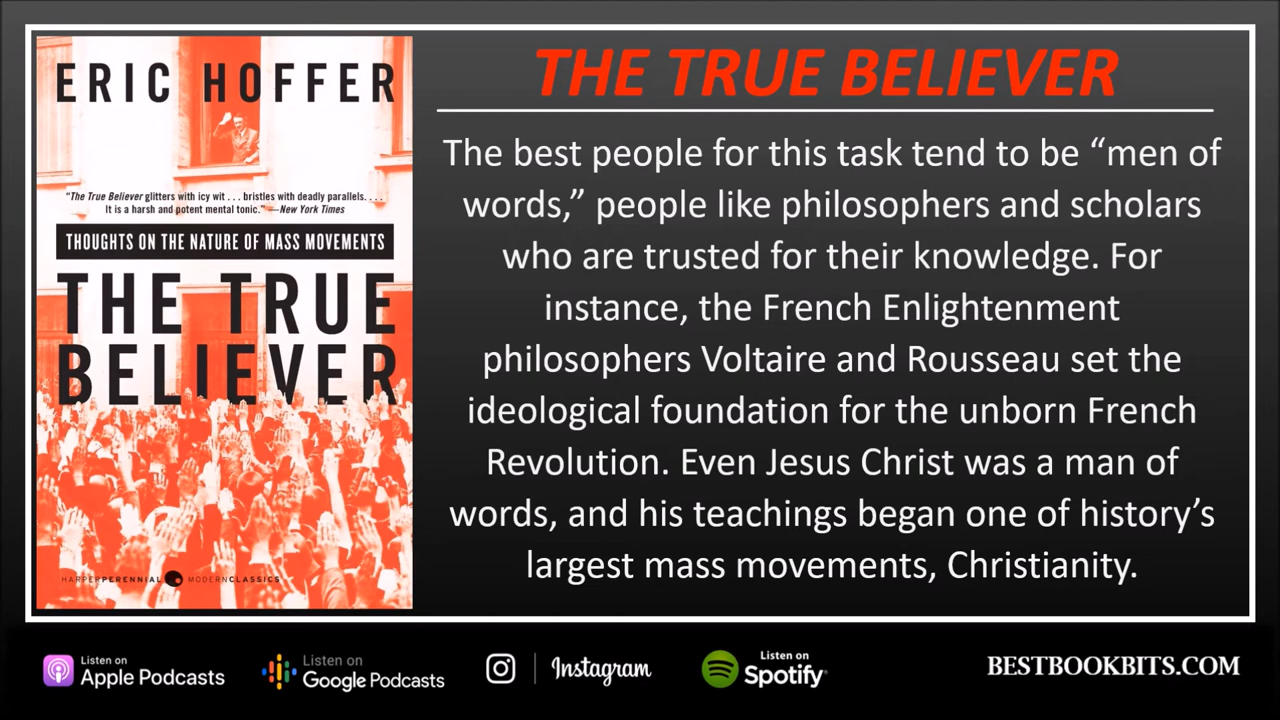 ERIC HOFFER
“The True Believer glitters with icy wit . . . bristles with deadly parallels. . . .
It is a harsh and potent mental tonic.” —New York Times
THOUGHTS ON THE NATURE OF MASS MOVEMENTS
THE TRUE
BELIEVER
HARPERPERENNIAL MODERNCLASSICS
THE TRUE BELIEVER
The best people for this task tend to be “men of
words,” people like philosophers and scholars
who are trusted for their knowledge. For
instance, the French Enlightenment
philosophers Voltaire and Rousseau set the
ideological foundation for the unborn French
Revolution. Even Jesus Christ was a man of
words, and his teachings began one of history’s
largest mass movements, Christianity.
Listen on
Apple Podcasts
Listen on
Google Podcasts
Instagram
Listen on
Spotify
BESTBOOKBITS.COM